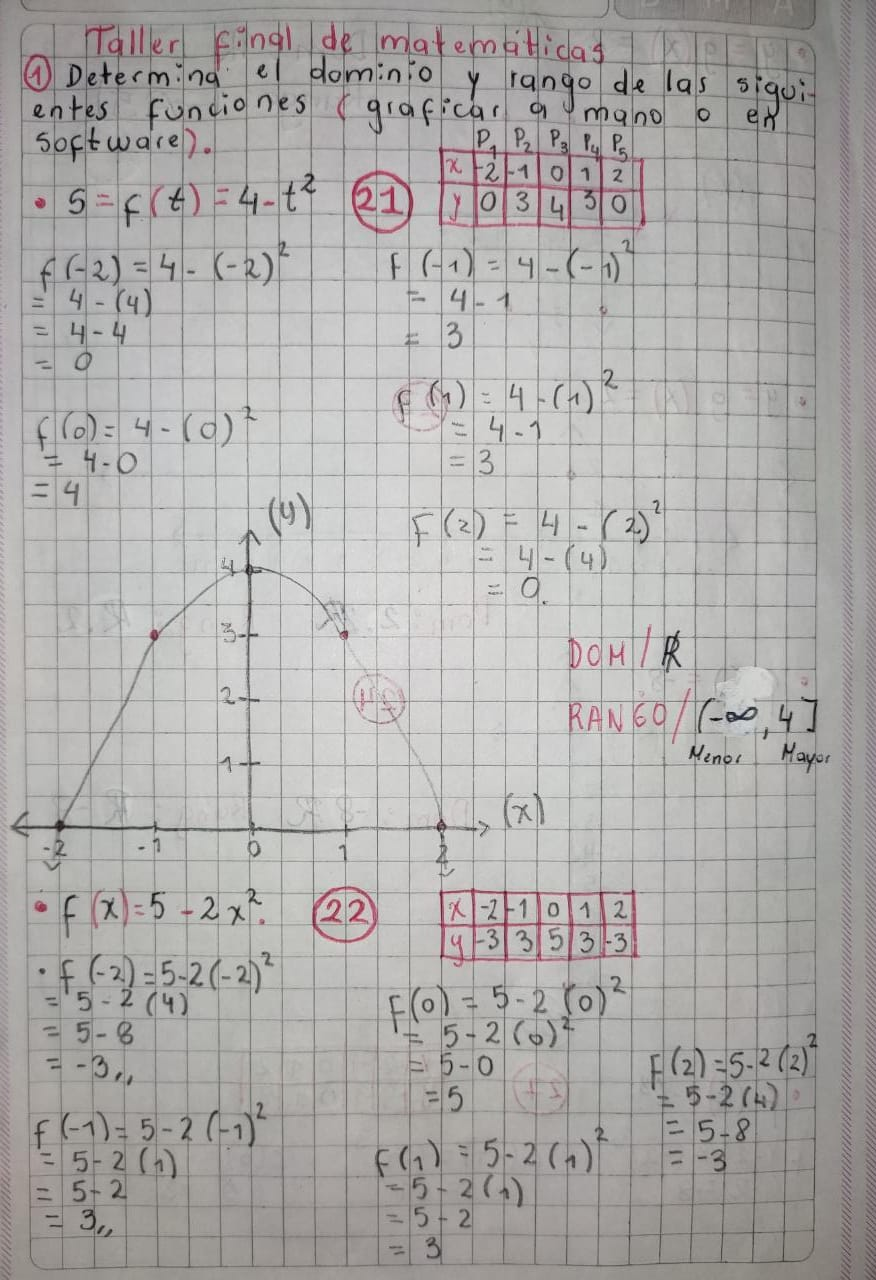 Taller final de matemáticas
① Determina el dominio y rango de las sigui-
entes funciones (graficar a mano o en
software).
P₁ P₂ P₃ P₄ P₅
x -2 -1 0 1 2
y 0 3 4 3 0
• S = f(t) = 4 - t²
21
f(-2) = 4 - (-2)²
= 4 - (4)
= 4 - 4
= 0
f(-1) = 4 - (-1)²
= 4 - 1
= 3
f(0) = 4 - (0)²
= 4 - 0
= 4
f(1) = 4 - (1)²
= 4 - 1
= 3
f(2) = 4 - (2)²
= 4 - (4)
= 0.
(y)
4
3
2
1
-2 -1 0 1 2
(x)
DOM / ℝ
RANGO / (-∞, 4]
Menor Mayor
• f(x) = 5 - 2x².
22
x -2 -1 0 1 2
y -3 3 5 3 -3
• f(-2) = 5 - 2(-2)²
= 5 - 2(4)
= 5 - 8
= -3,,
f(-1) = 5 - 2(-1)²
= 5 - 2(1)
= 5 - 2
= 3,,
f(0) = 5 - 2(0)²
= 5 - 2(0)²
= 5 - 0
= 5
f(1) = 5 - 2(1)²
= 5 - 2(1)
= 5 - 2
= 3
f(2) = 5 - 2(2)²
= 5 - 2(4)
= 5 - 8
= -3